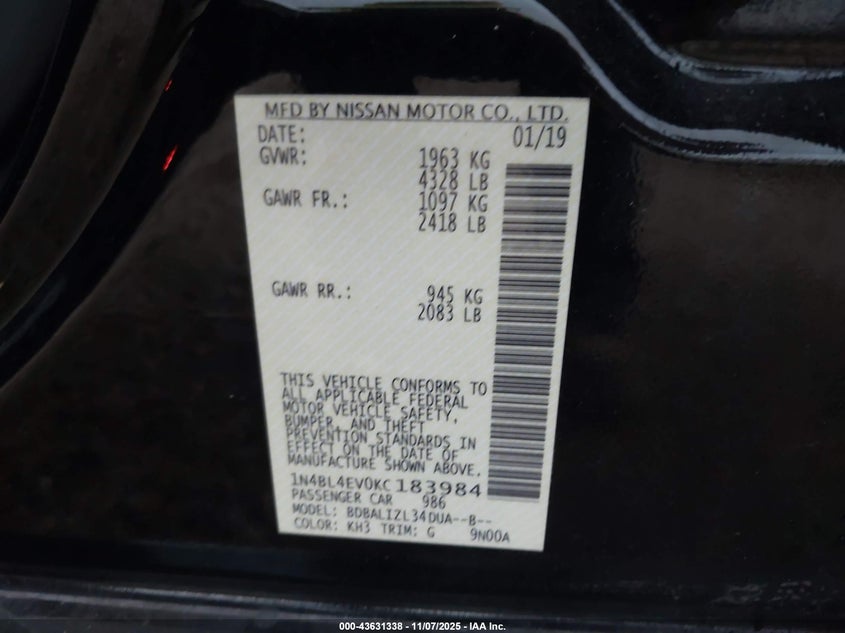 MFD BY NISSAN MOTOR CO., LTD.
DATE: 01/19
GVWR: 1963 KG
4328 LB
GAWR FR.: 1097 KG
2418 LB
GAWR RR.: 945 KG
2083 LB
THIS VEHICLE CONFORMS TO
ALL APPLICABLE FEDERAL
MOTOR VEHICLE SAFETY,
BUMPER, AND THEFT
PREVENTION STANDARDS IN
EFFECT ON THE DATE OF
MANUFACTURE SHOWN ABOVE.
1N4BL4EV0KC183984
PASSENGER CAR 986
MODEL: BDBALIZL34DUA--B--
COLOR: KH3 TRIM: G 9N00A
000-43631338 - 11/07/2025 - IAA Inc.